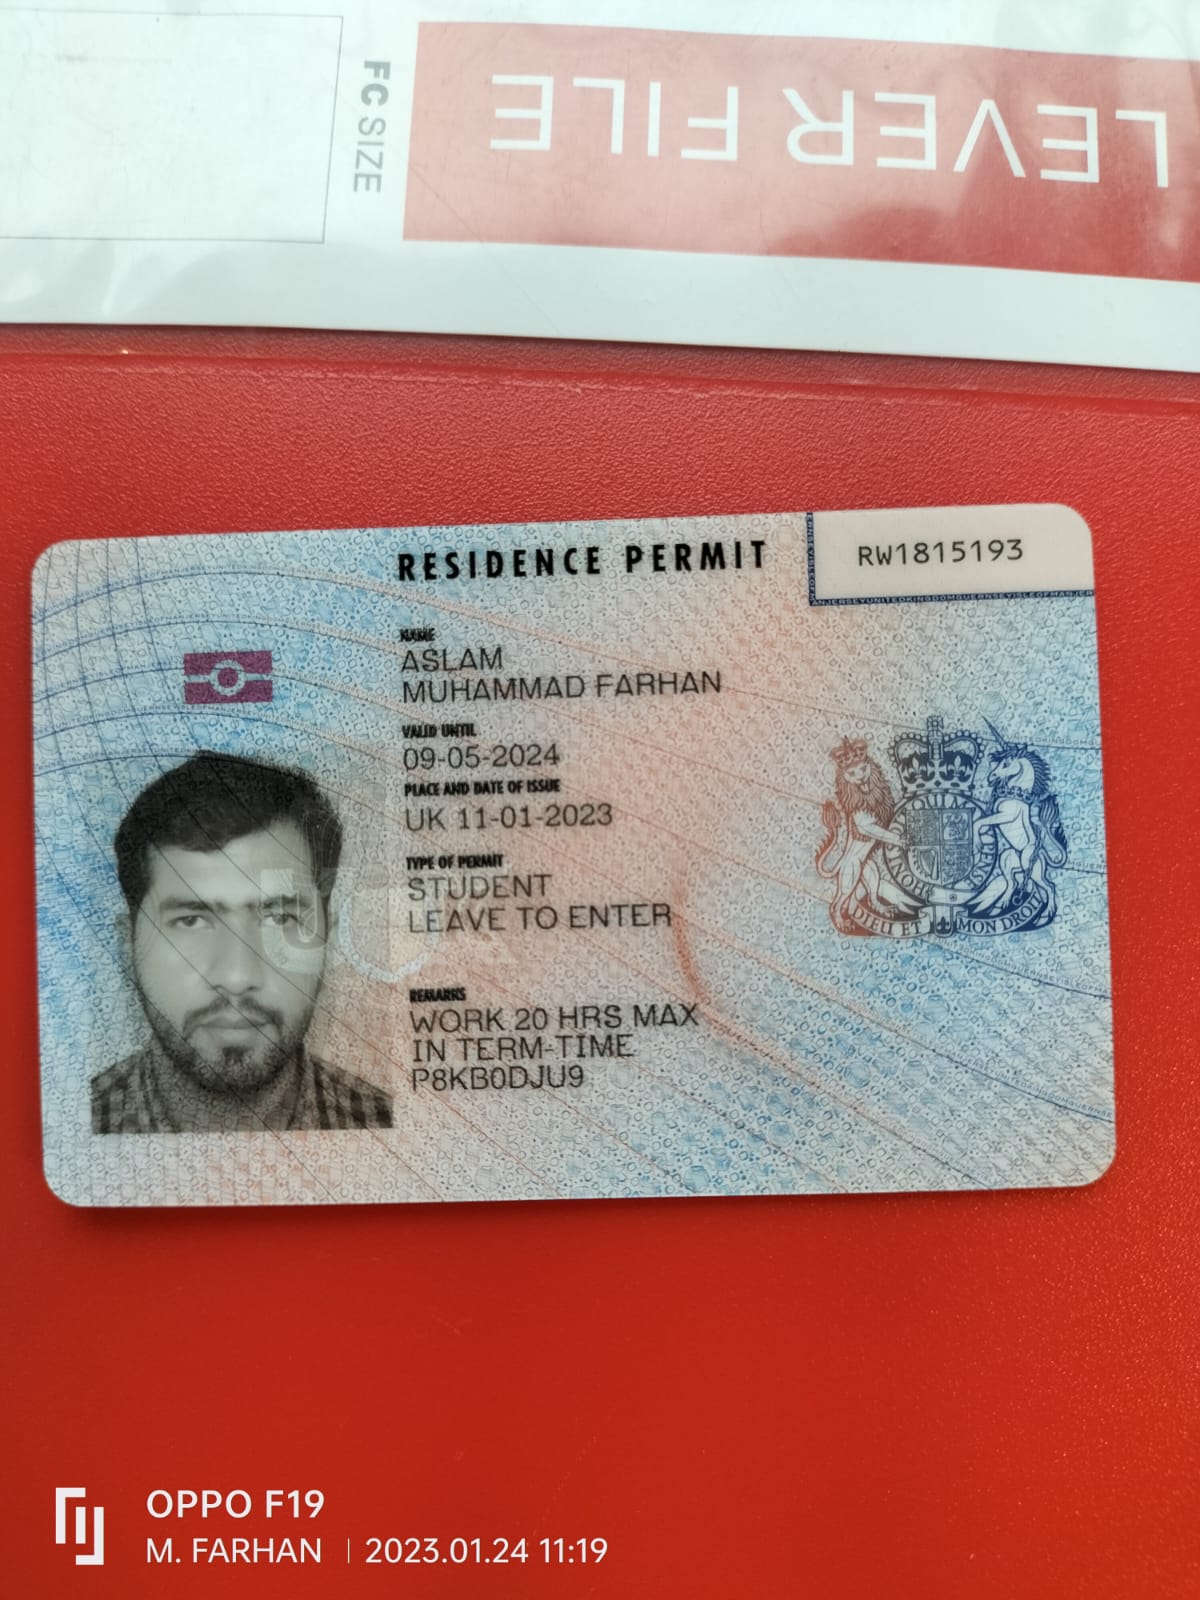 FC SIZE
LEVER FILE
RESIDENCE PERMIT
RW1815193
NAME
ASLAM
MUHAMMAD FARHAN
VALID UNTIL
09-05-2024
PLACE AND DATE OF ISSUE
UK 11-01-2023
TYPE OF PERMIT
STUDENT
LEAVE TO ENTER
REMARKS
WORK 20 HRS MAX
IN TERM-TIME
P8KB0DJU9
DIEU ET MON DROIT
OPPO F19
M. FARHAN | 2023.01.24 11:19